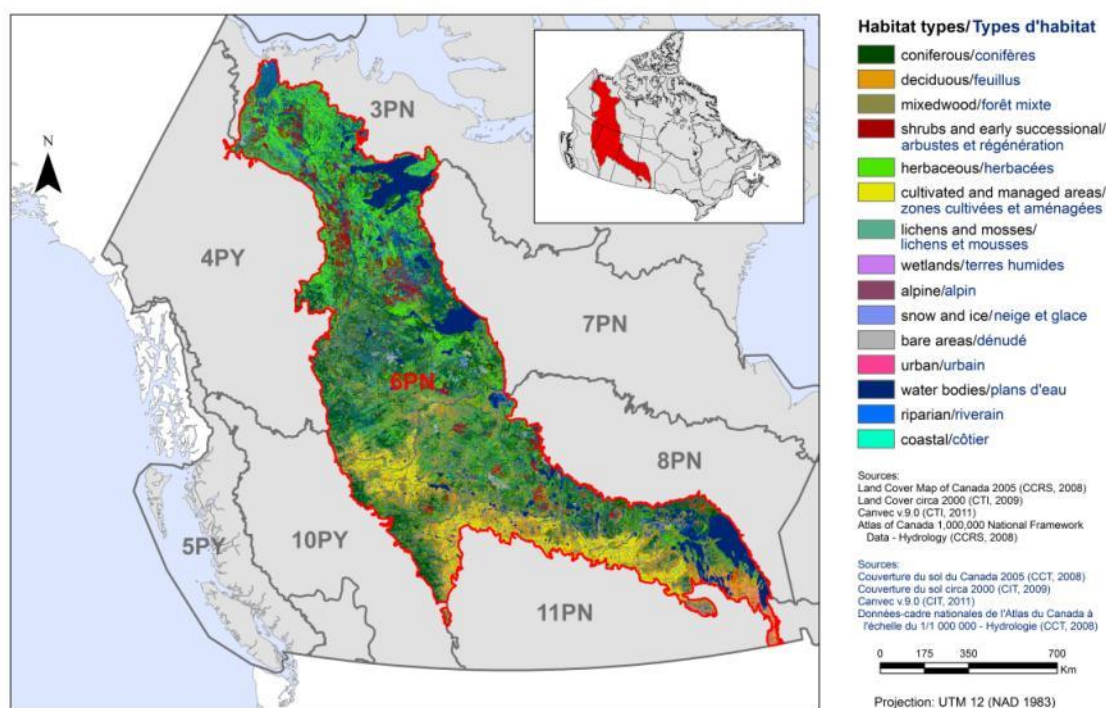 N
3PN
4PY
7PN
6PN
8PN
5PY
10PY
11PN
Habitat types/Types d'habitat
coniferous/conifères
deciduous/feuillus
mixedwood/forêt mixte
shrubs and early successional/
arbustes et régénération
herbaceous/herbacées
cultivated and managed areas/
zones cultivées et aménagées
lichens and mosses/
lichens et mousses
wetlands/terres humides
alpine/alpin
snow and ice/neige et glace
bare areas/dénudé
urban/urbain
water bodies/plans d'eau
riparian/riverain
coastal/côtier
Sources:
Land Cover Map of Canada 2005 (CCRS, 2008)
Land Cover circa 2000 (CTI, 2009)
Canvec v.9.0 (CTI, 2011)
Atlas of Canada 1,000,000 National Framework
Data - Hydrology (CCRS, 2008)
Sources:
Couverture du sol du Canada 2005 (CCT, 2008)
Couverture du sol circa 2000 (CIT, 2009)
Canvec v.9.0 (CIT, 2011)
Données-cadre nationales de l'Atlas du Canada à
l'échelle du 1/1 000 000 - Hydrologie (CCT, 2008)
0 175 350 700
Km
Projection: UTM 12 (NAD 1983)